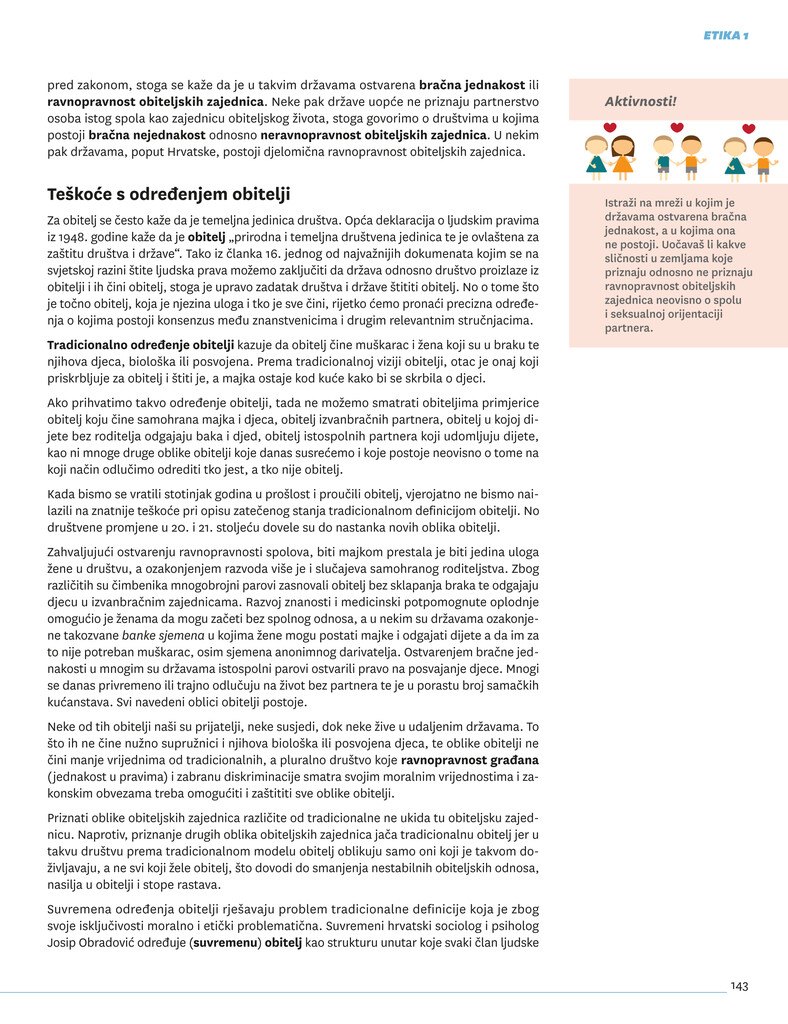 ETIKA 1
pred zakonom, stoga se kaže da je u takvim državama ostvarena bračna jednakost ili
ravnopravnost obiteljskih zajednica. Neke pak države uopće ne priznaju partnerstvo
osoba istog spola kao zajednicu obiteljskog života, stoga govorimo o društvima u kojima
postoji bračna nejednakost odnosno neravnopravnost obiteljskih zajednica. U nekim
pak državama, poput Hrvatske, postoji djelomična ravnopravnost obiteljskih zajednica.
Teškoće s određenjem obitelji
Za obitelj se često kaže da je temeljna jedinica društva. Opća deklaracija o ljudskim pravima
iz 1948. godine kaže da je obitelj „prirodna i temeljna društvena jedinica te je ovlaštena za
zaštitu društva i države“. Tako iz članka 16. jednog od najvažnijih dokumenata kojim se na
svjetskoj razini štite ljudska prava možemo zaključiti da država odnosno društvo proizlaze iz
obitelji i ih čini obitelj, stoga je upravo zadatak društva i države štititi obitelj. No o tome što
je točno obitelj, koja je njezina uloga i tko je sve čini, rijetko ćemo pronaći precizna određe-
nja o kojima postoji konsenzus među znanstvenicima i drugim relevantnim stručnjacima.
Tradicionalno određenje obitelji kazuje da obitelj čine muškarac i žena koji su u braku te
njihova djeca, biološka ili posvojena. Prema tradicionalnoj viziji obitelji, otac je onaj koji
priskrbljuje za obitelj i štiti je, a majka ostaje kod kuće kako bi se skrbila o djeci.
Ako prihvatimo takvo određenje obitelji, tada ne možemo smatrati obiteljima primjerice
obitelj koju čine samohrana majka i djeca, obitelj izvanbračnih partnera, obitelj u kojoj di-
jete bez roditelja odgajaju baka i djed, obitelj istospolnih partnera koji udomljuju dijete,
kao ni mnoge druge oblike obitelji koje danas susrećemo i koje postoje neovisno o tome na
koji način odlučimo odrediti tko jest, a tko nije obitelj.
Kada bismo se vratili stotinjak godina u prošlost i proučili obitelj, vjerojatno ne bismo nai-
lazili na znatnije teškoće pri opisu zatečenog stanja tradicionalnom definicijom obitelji. No
društvene promjene u 20. i 21. stoljeću dovele su do nastanka novih oblika obitelji.
Zahvaljujući ostvarenju ravnopravnosti spolova, biti majkom prestala je biti jedina uloga
žene u društvu, a ozakonjenjem razvoda više je i slučajeva samohranog roditeljstva. Zbog
različitih su čimbenika mnogobrojni parovi zasnovali obitelj bez sklapanja braka te odgajaju
djecu u izvanbračnim zajednicama. Razvoj znanosti i medicinski potpomognute oplodnje
omogućio je ženama da mogu začeti bez spolnog odnosa, a u nekim su državama ozakonje-
ne takozvane banke sjemena u kojima žene mogu postati majke i odgajati dijete a da im za
to nije potreban muškarac, osim sjemena anonimnog darivatelja. Ostvarenjem bračne jed-
nakosti u mnogim su državama istospolni parovi ostvarili pravo na posvajanje djece. Mnogi
se danas privremeno ili trajno odlučuju na život bez partnera te je u porastu broj samačkih
kućanstava. Svi navedeni oblici obitelji postoje.
Neke od tih obitelji naši su prijatelji, neke susjedi, dok neke žive u udaljenim državama. To
što ih ne čine nužno supružnici i njihova biološka ili posvojena djeca, te oblike obitelji ne
čini manje vrijednima od tradicionalnih, a pluralno društvo koje ravnopravnost građana
(jednakost u pravima) i zabranu diskriminacije smatra svojim moralnim vrijednostima i za-
konskim obvezama treba omogućiti i zaštititi sve oblike obitelji.
Priznati oblike obiteljskih zajednica različite od tradicionalne ne ukida tu obiteljsku zajed-
nicu. Naprotiv, priznanje drugih oblika obiteljskih zajednica jača tradicionalnu obitelj jer u
takvu društvu prema tradicionalnom modelu obitelj oblikuju samo oni koji je takvom do-
življavaju, a ne svi koji žele obitelj, što dovodi do smanjenja nestabilnih obiteljskih odnosa,
nasilja u obitelji i stope rastava.
Suvremena određenja obitelji rješavaju problem tradicionalne definicije koja je zbog
svoje isključivosti moralno i etički problematična. Suvremeni hrvatski sociolog i psiholog
Josip Obradović određuje (suvremenu) obitelj kao strukturu unutar koje svaki član ljudske
Aktivnosti!
Istraži na mreži u kojim je
državama ostvarena bračna
jednakost, a u kojima ona
ne postoji. Uočavaš li kakve
sličnosti u zemljama koje
priznaju odnosno ne priznaju
ravnopravnost obiteljskih
zajednica neovisno o spolu
i seksualnoj orijentaciji
partnera.
143